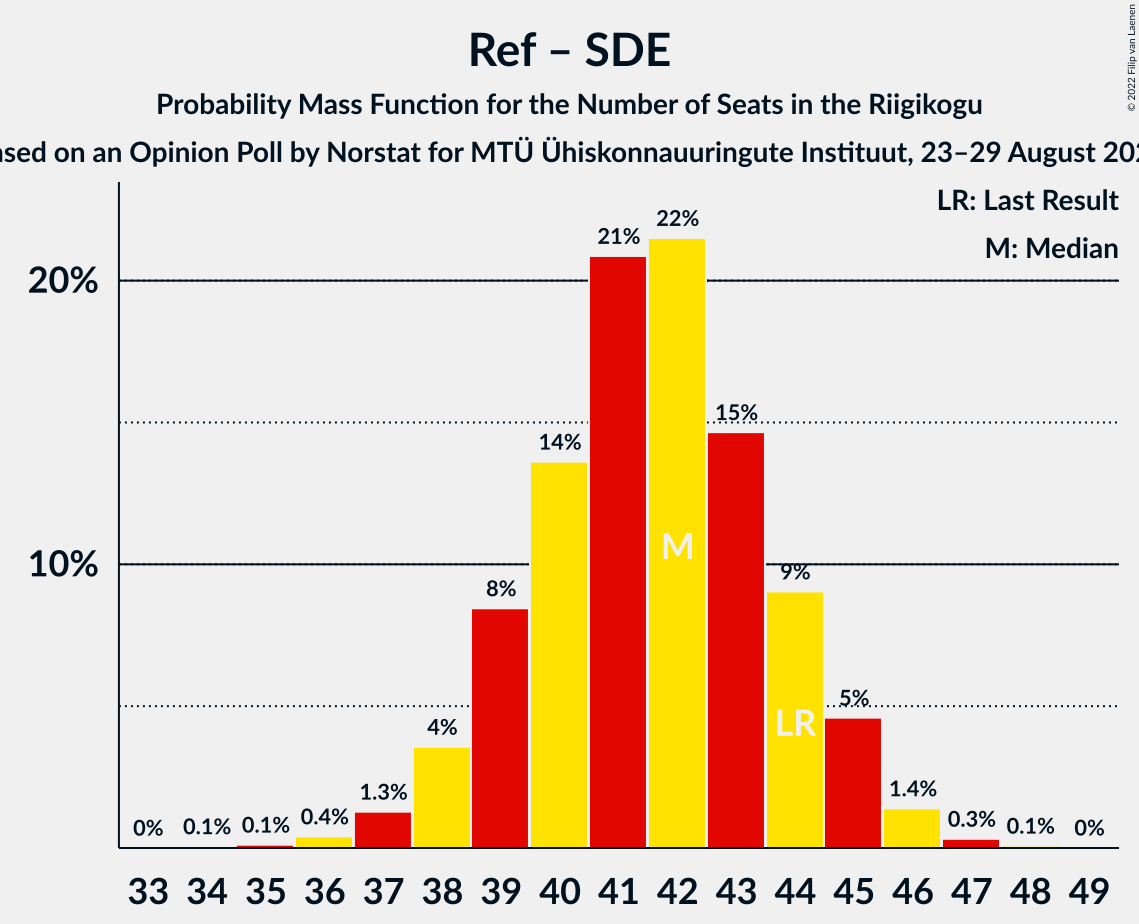 Ref – SDE
Probability Mass Function for the Number of Seats in the Riigikogu
on an Opinion Poll by Norstat for MTÜ Ühiskonnauuringute Instituut, 23–29 August
© 2022 Filip van Laenen
LR: Last Result
M: Median
20%
10%
0%
0.1%
0.1%
0.4%
1.3%
4%
8%
14%
21%
22%
15%
9%
5%
1.4%
0.3%
0.1%
0%
M
LR
33 34 35 36 37 38 39 40 41 42 43 44 45 46 47 48 49